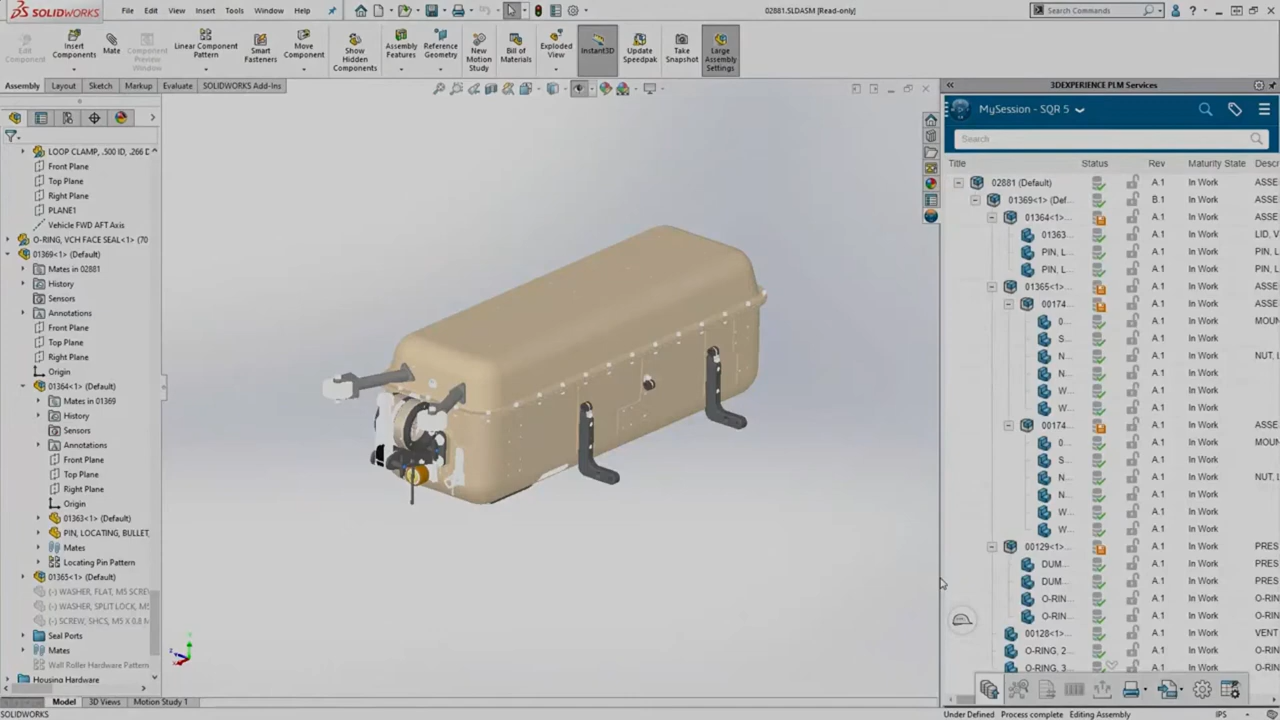 SOLIDWORKS
File
Edit
View
Insert
Tools
Window
Help
02881.SLDASM [Read-only]
Search Commands
Edit
Component
Insert
Components
Mate
Component
Preview
Window
Linear Component
Pattern
Smart
Fasteners
Move
Component
Show
Hidden
Components
Assembly
Features
Reference
Geometry
New
Motion
Study
Bill of
Materials
Exploded
View
Instant3D
Update
Speedpak
Take
Snapshot
Large
Assembly
Settings
Assembly
Layout
Sketch
Markup
Evaluate
SOLIDWORKS Add-Ins
LOOP CLAMP, .500 ID, .266 D
Front Plane
Top Plane
Right Plane
PLANE1
Vehicle FWD AFT Axis
O-RING, VCH FACE SEAL<1> (70
01369<1> (Default)
Mates in 02881
History
Sensors
Annotations
Front Plane
Top Plane
Right Plane
Origin
01364<1> (Default)
Mates in 01369
History
Sensors
Annotations
Front Plane
Top Plane
Right Plane
Origin
01363<1> (Default)
PIN, LOCATING, BULLET,
Mates
Locating Pin Pattern
01365<1> (Default)
(-) WASHER, FLAT, M5 SCREW
(-) WASHER, SPLIT LOCK, M5
(-) SCREW, SHCS, M5 X 0.8 M
Seal Ports
Mates
Wall Roller Hardware Pattern
Housing Hardware
3DEXPERIENCE PLM Services
MySession - SQR 5
Search
Title Status Rev Maturity State Descr
02881 (Default) A.1 In Work ASSE
01369<1> (Def... B.1 In Work ASSE
01364<1>... A.1 In Work ASSE
01363... A.1 In Work LID, V
PIN, L... A.1 In Work PIN, L
PIN, L... A.1 In Work PIN, L
01365<1>... A.1 In Work ASSE
00174... A.1 In Work ASSE
0... A.1 In Work MOUN
S... A.1 In Work
N... A.1 In Work NUT, L
N... A.1 In Work
W... A.1 In Work
W... A.1 In Work
00174... A.1 In Work ASSE
0... A.1 In Work MOUN
S... A.1 In Work
N... A.1 In Work NUT, L
N... A.1 In Work
W... A.1 In Work
W... A.1 In Work
00129<1>... A.1 In Work PRES
DUM... A.1 In Work PRES
DUM... A.1 In Work PRES
O-RIN... A.1 In Work O-RIN
O-RIN... A.1 In Work O-RIN
00128<1>... A.1 In Work VENT
O-RING, 2... A.1 In Work O-RIN
O-RING, 3... A.1 In Work O-RIN
Model
3D Views
Motion Study 1
SOLIDWORKS
Under Defined
Process complete
Editing Assembly
IPS